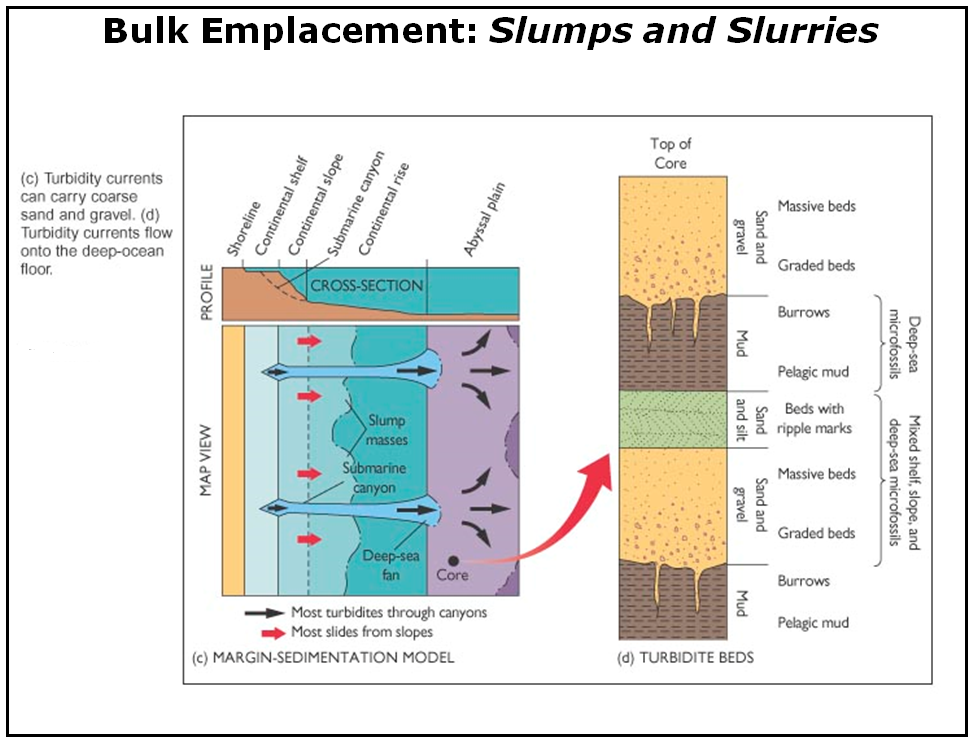 Bulk Emplacement: Slumps and Slurries
(c) Turbidity currents
can carry coarse
sand and gravel. (d)
Turbidity currents flow
onto the deep-ocean
floor.
Shoreline
Continental shelf
Continental slope
Submarine canyon
Continental rise
Abyssal plain
PROFILE
CROSS-SECTION
MAP VIEW
Slump
masses
Submarine
canyon
Deep-sea
fan
Core
Most turbidites through canyons
Most slides from slopes
(c) MARGIN-SEDIMENTATION MODEL
Top of
Core
Sand and
gravel
Massive beds
Graded beds
Mud
Burrows
Pelagic mud
Deep-sea
microfossils
Sand
and silt
Beds with
ripple marks
Sand and
gravel
Massive beds
Graded beds
Mixed shelf, slope, and
deep-sea microfossils
Mud
Burrows
Pelagic mud
(d) TURBIDITE BEDS